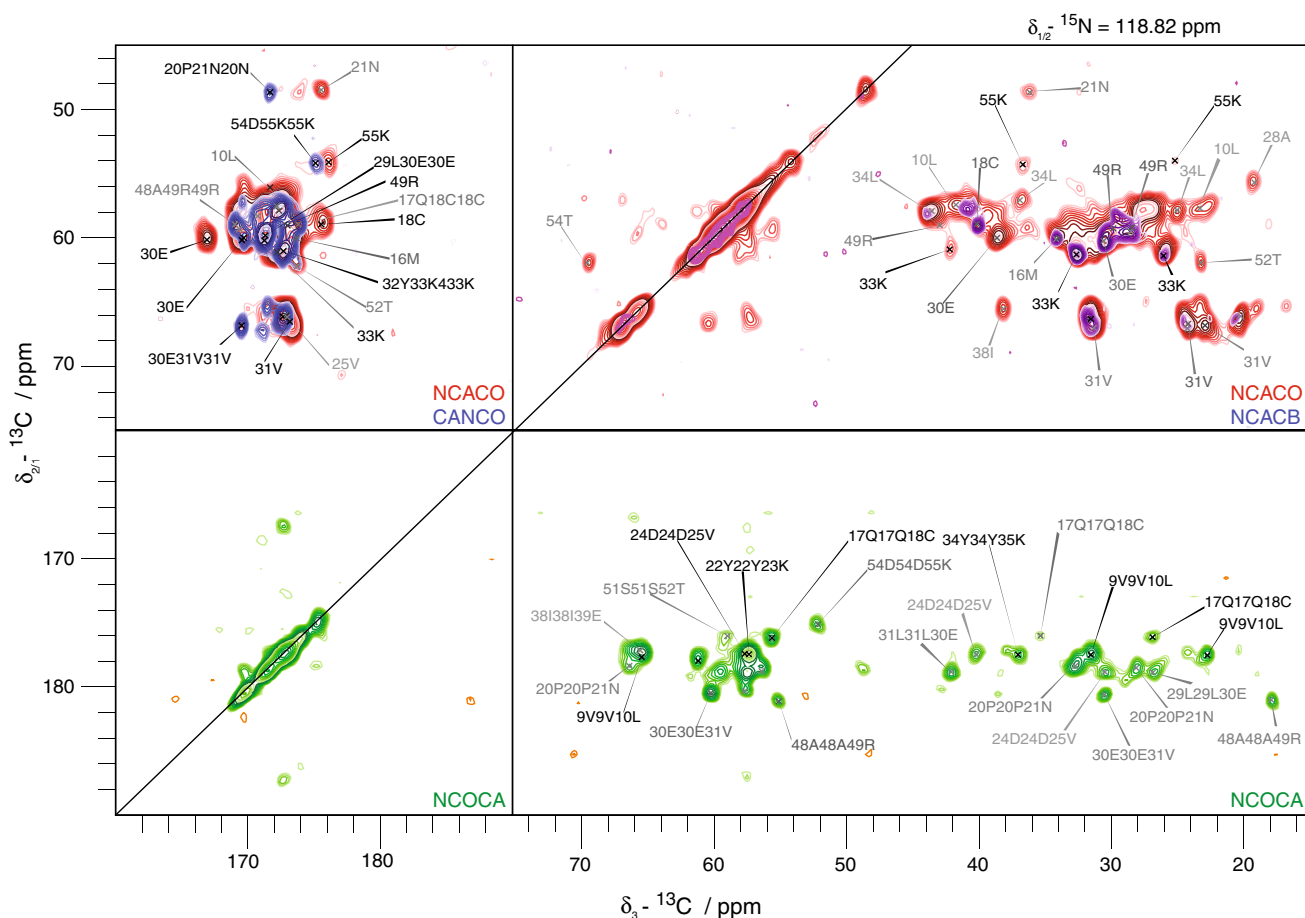 δ1/2- 15N = 118.82 ppm
20P21N20N
21N
54D55K55K
55K
10L
29L30E30E
49R
48A49R49R
17Q18C18C
18C
30E
16M
30E
52T
32Y33K433K
33K
30E31V31V
31V
25V
NCACO
CANCO
21N
55K
55K
28A
10L
18C
49R
49R
10L
34L
34L
34L
54T
49R
33K
16M
30E
33K
30E
33K
52T
38I
31V
31V
31V
NCACO
NCACB
24D24D25V
17Q17Q18C
34Y34Y35K
17Q17Q18C
22Y22Y23K
54D54D55K
9V9V10L
51S51S52T
24D24D25V
17Q17Q18C
38I38I39E
31L31L30E
9V9V10L
20P20P21N
20P20P21N
29L29L30E
9V9V10L
20P20P21N
30E30E31V
24D24D25V
48A48A49R
30E30E31V
48A48A49R
NCOCA
NCOCA
50
60
70
170
180
δ2/1- 13C / ppm
170
180
70
60
50
40
30
20
δ3- 13C / ppm